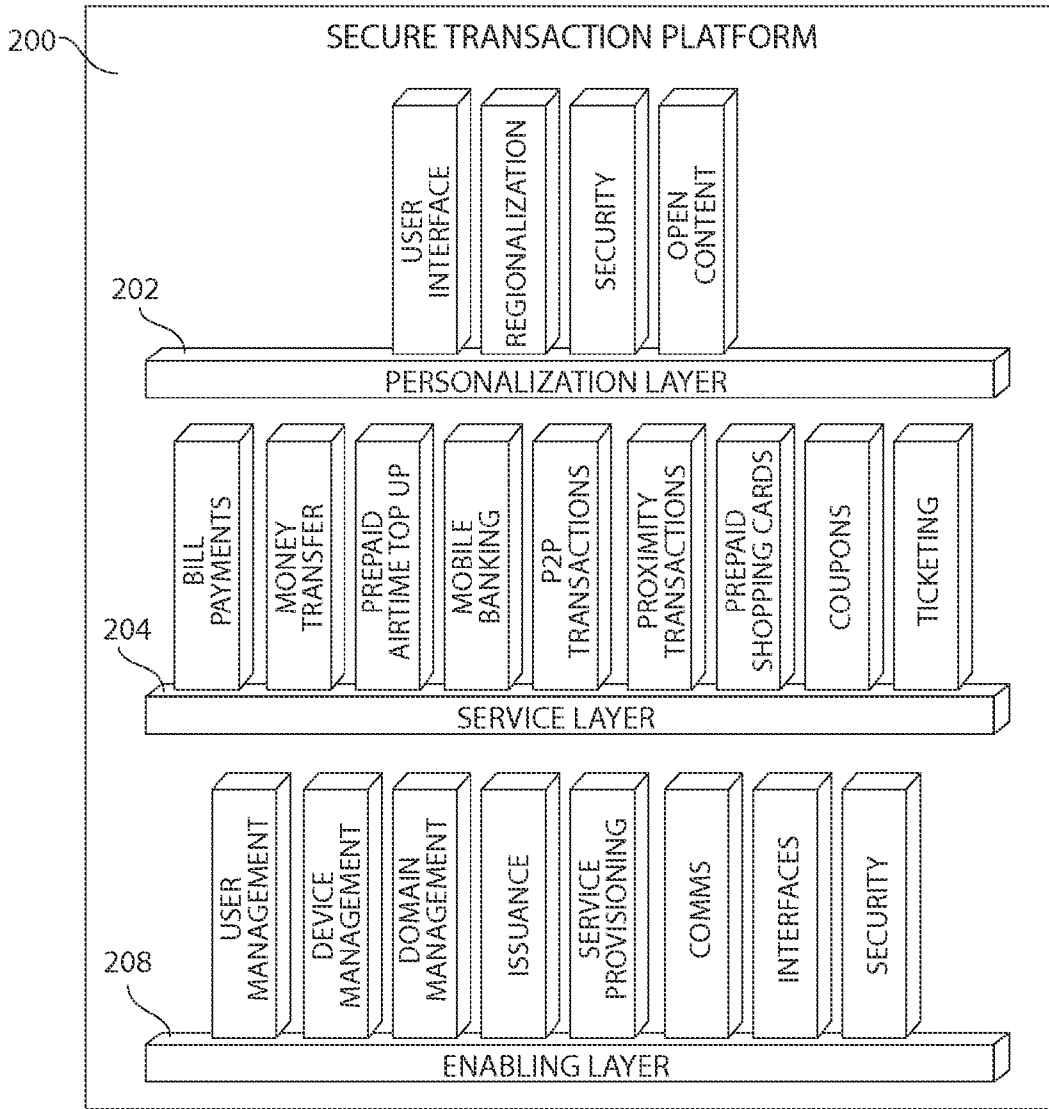 200
SECURE TRANSACTION PLATFORM
USER
INTERFACE
REGIONALIZATION
SECURITY
OPEN
CONTENT
202
PERSONALIZATION LAYER
BILL
PAYMENTS
MONEY
TRANSFER
PREPAID
AIRTIME TOP UP
MOBILE
BANKING
P2P
TRANSACTIONS
PROXIMITY
TRANSACTIONS
PREPAID
SHOPPING CARDS
COUPONS
TICKETING
204
SERVICE LAYER
USER
MANAGEMENT
DEVICE
MANAGEMENT
DOMAIN
MANAGEMENT
ISSUANCE
SERVICE
PROVISIONING
COMMS
INTERFACES
SECURITY
208
ENABLING LAYER